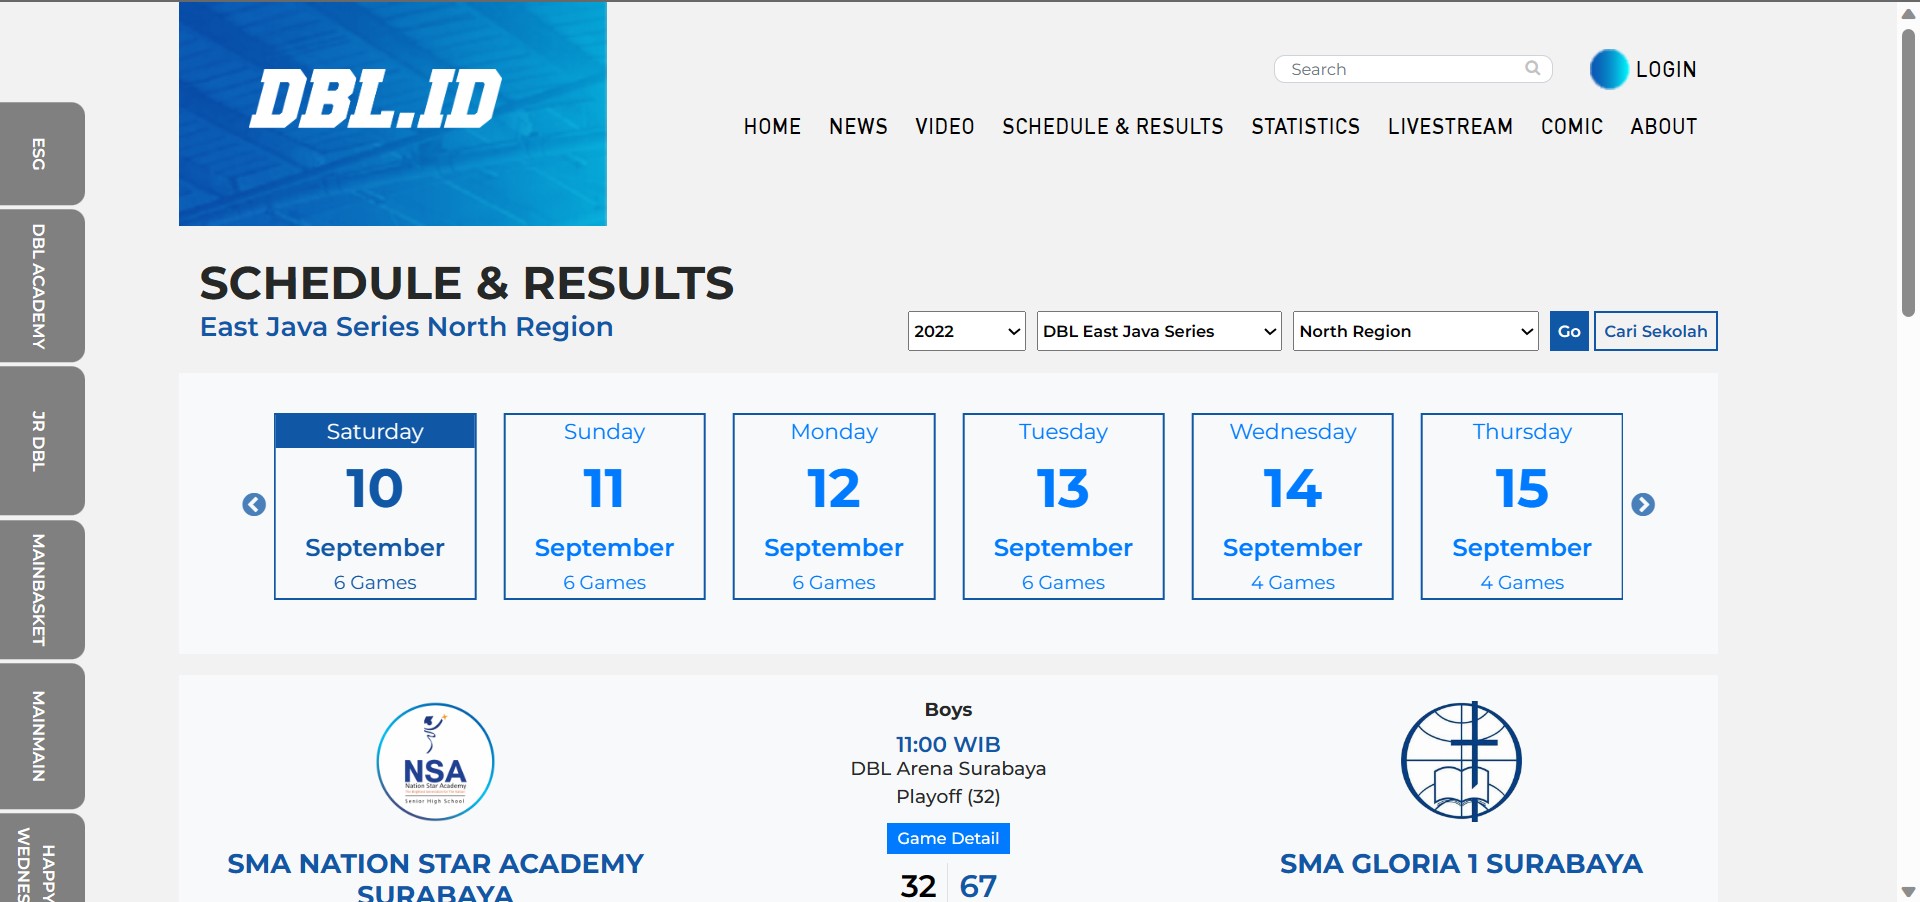 DBL.ID
Search
LOGIN
HOME NEWS VIDEO SCHEDULE & RESULTS STATISTICS LIVESTREAM COMIC ABOUT
ESG
DBL ACADEMY
JR DBL
MAINBASKET
MAINMAIN
HAPPY
WEDNES
SCHEDULE & RESULTS
East Java Series North Region
2022 DBL East Java Series North Region Go Cari Sekolah
Saturday
10
September
6 Games
Sunday
11
September
6 Games
Monday
12
September
6 Games
Tuesday
13
September
6 Games
Wednesday
14
September
4 Games
Thursday
15
September
4 Games
NSA
Nation Star Academy
Senior High School
SMA NATION STAR ACADEMY
SURABAYA
Boys
11:00 WIB
DBL Arena Surabaya
Playoff (32)
Game Detail
32 67
SMA GLORIA 1 SURABAYA